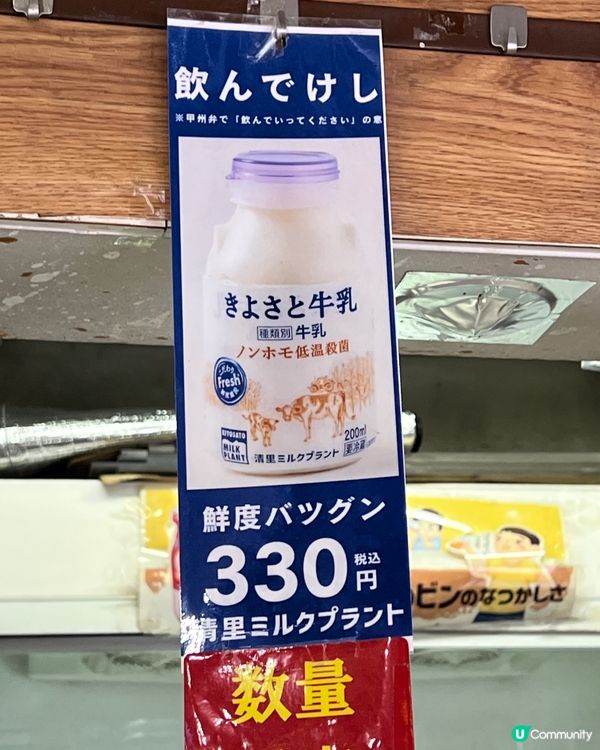 飲んでけし
※甲州弁で「飲んでいってください」の意
きよさと牛乳
種類別 牛乳
ノンホモ低温殺菌
こだわり
Fresh
KIYOSATO
MILK
PLANT
清里ミルクプラント
200ml
要冷蔵
鮮度バツグン
330 税込 円
清里ミルクプラント
ビンのなつかしさ
数量
U Community